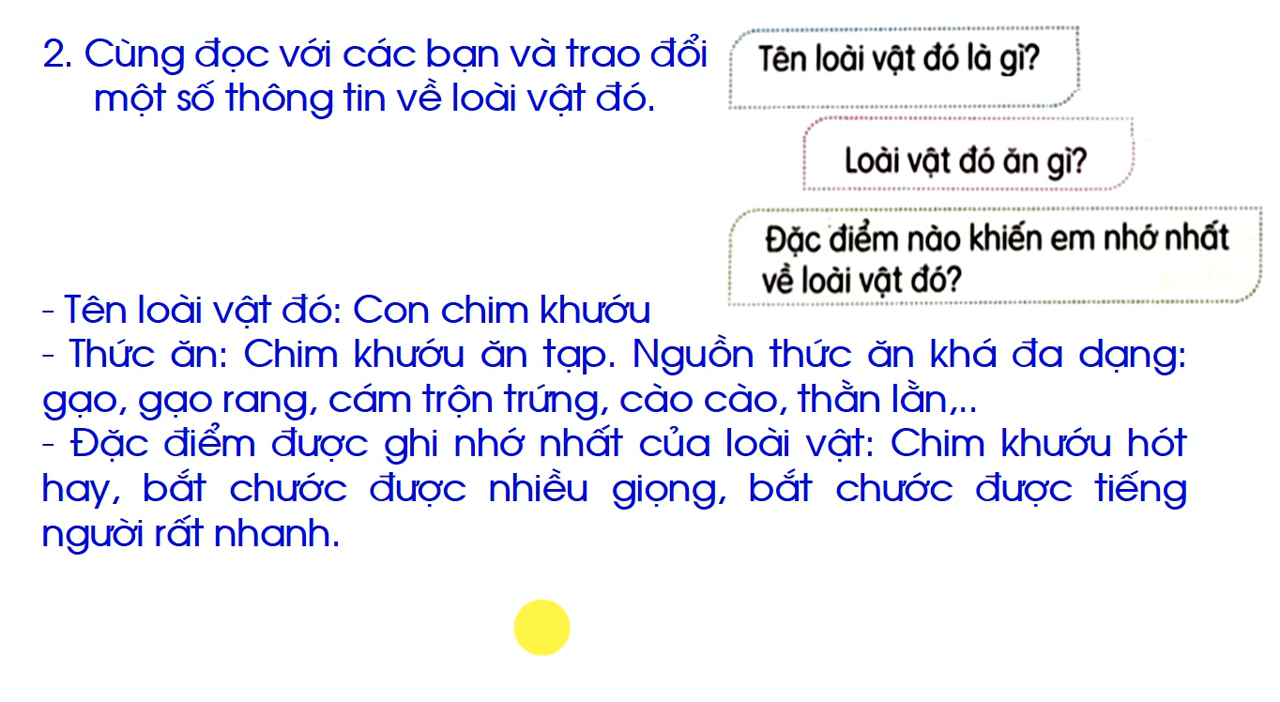 2. Cùng đọc với các bạn và trao đổi
một số thông tin về loài vật đó.
Tên loài vật đó là gì?
Loài vật đó ăn gì?
Đặc điểm nào khiến em nhớ nhất
về loài vật đó?
- Tên loài vật đó: Con chim khướu
- Thức ăn: Chim khướu ăn tạp. Nguồn thức ăn khá đa dạng:
gạo, gạo rang, cám trộn trứng, cào cào, thằn lằn,..
- Đặc điểm được ghi nhớ nhất của loài vật: Chim khướu hót
hay, bắt chước được nhiều giọng, bắt chước được tiếng
người rất nhanh.